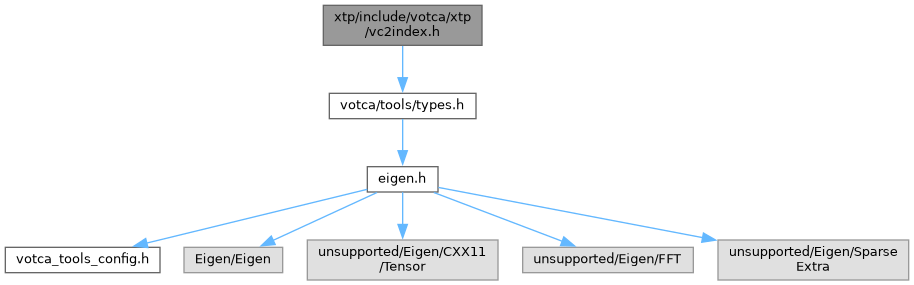 xtp/include/votca/xtp
/vc2index.h
votca/tools/types.h
eigen.h
votca_tools_config.h
Eigen/Eigen
unsupported/Eigen/CXX11
/Tensor
unsupported/Eigen/FFT
unsupported/Eigen/Sparse
Extra